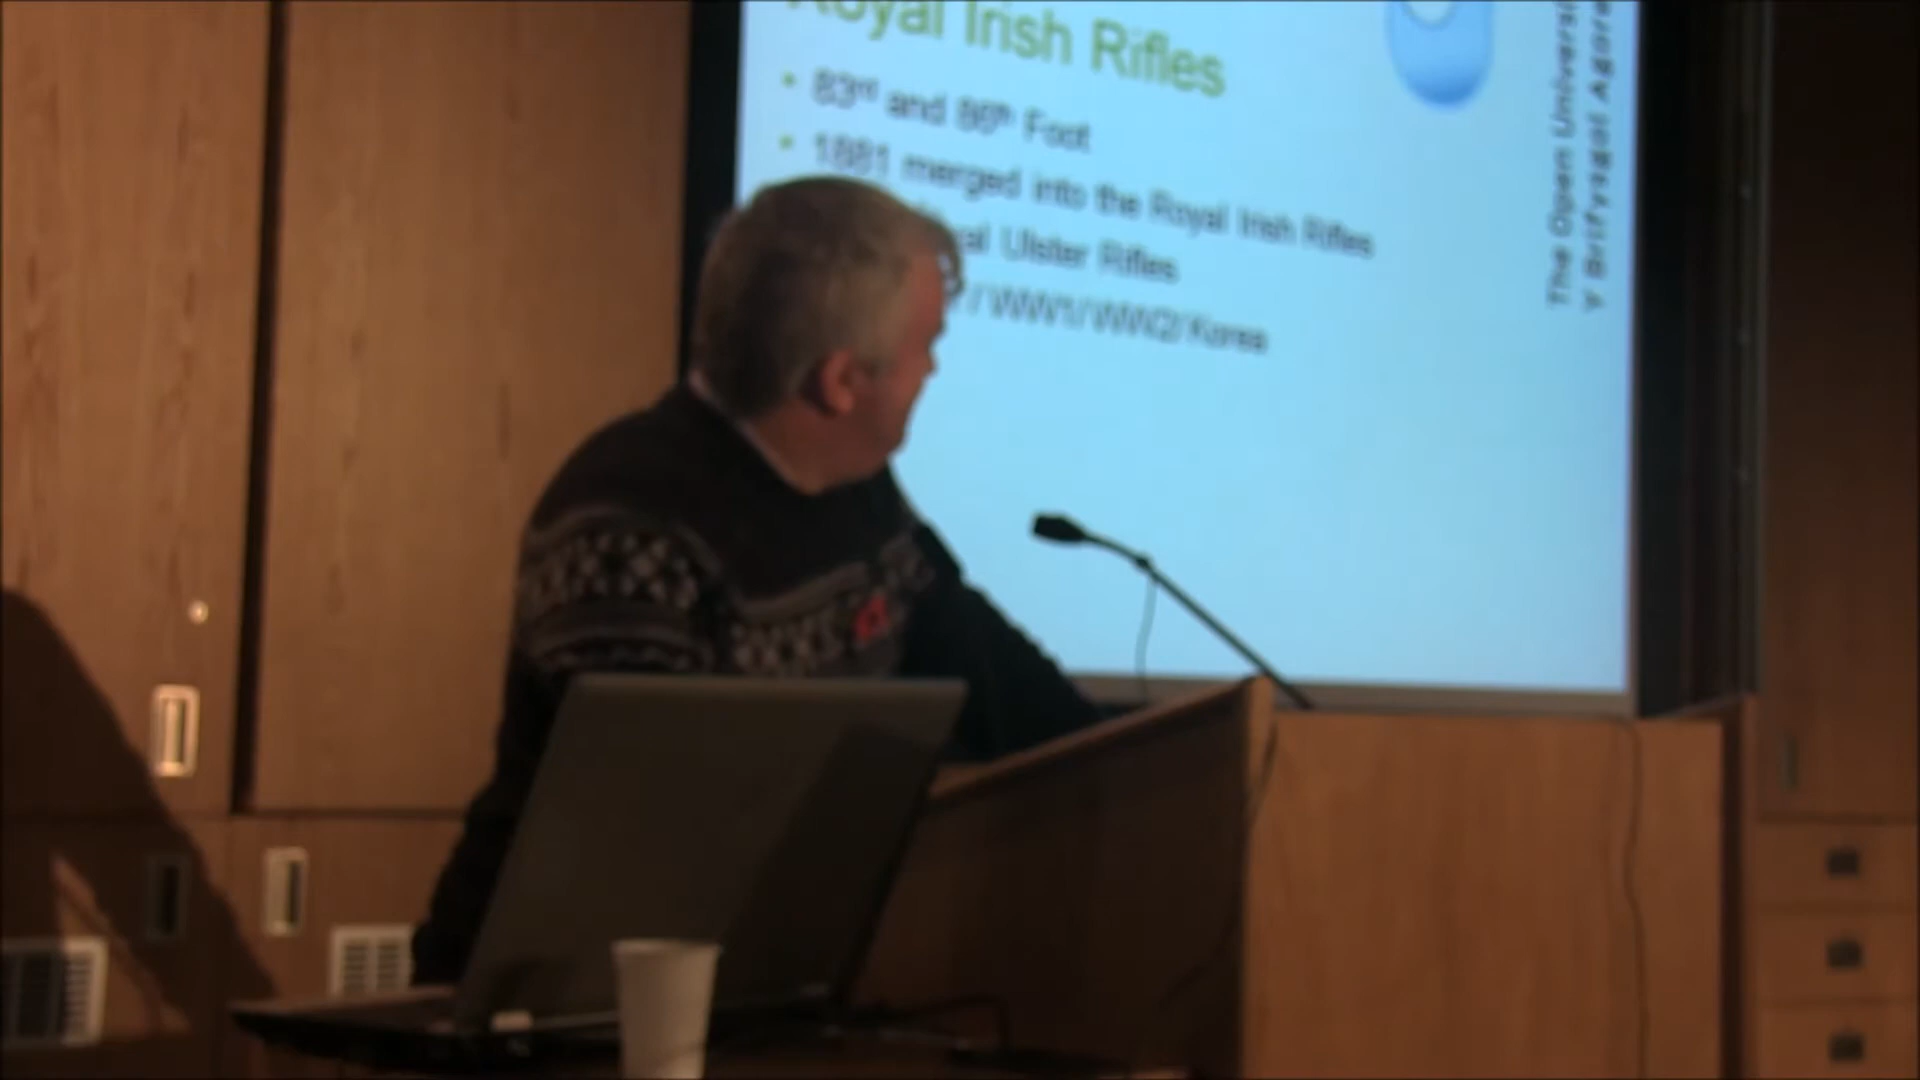 Royal Irish Rifles
• 83rd and 86th Foot
• 1881 merged into the Royal Irish Rifles
Ulster Rifles
/ WW1/WW2/Korea
The Open
Y Brifysgol Agored